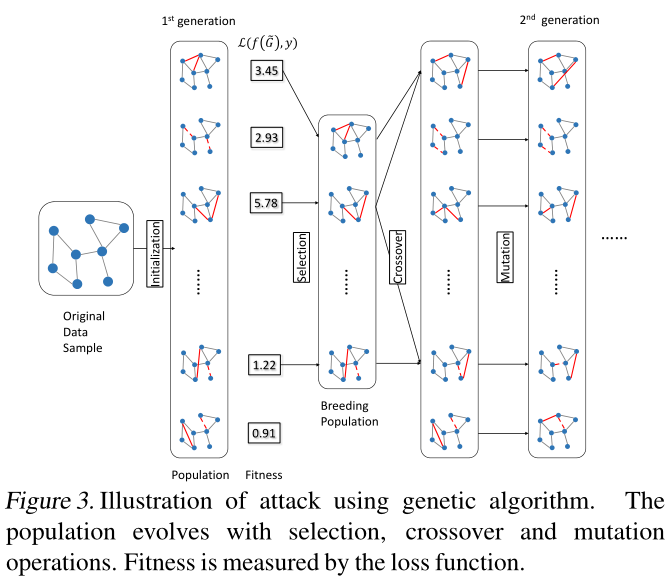 1st generation
2nd generation
ℒ(f(G̃), y)
3.45
2.93
5.78
1.22
0.91
Original
Data
Sample
Initialization
Selection
Crossover
Mutation
......
......
......
......
......
Breeding
Population
Population
Fitness
Figure 3. Illustration of attack using genetic algorithm. The
population evolves with selection, crossover and mutation
operations. Fitness is measured by the loss function.